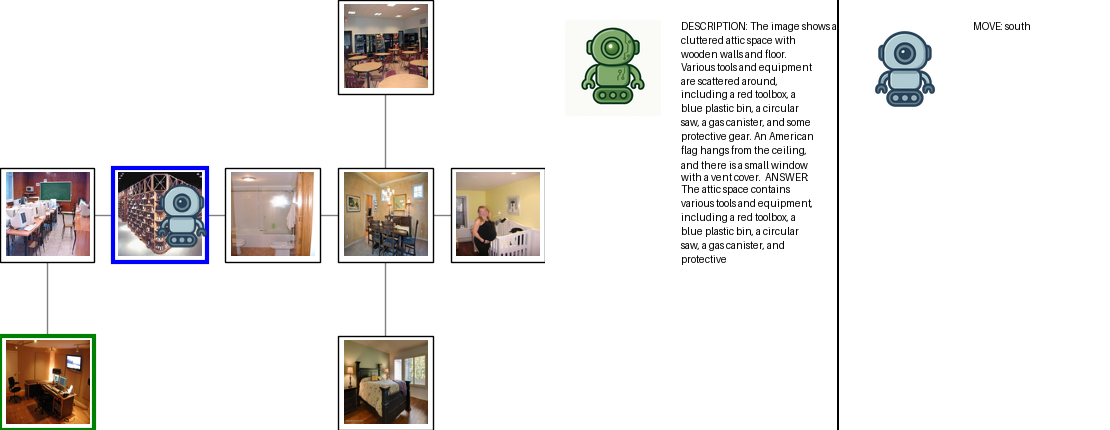 DESCRIPTION: The image shows a
cluttered attic space with
wooden walls and floor.
Various tools and equipment
are scattered around,
including a red toolbox, a
blue plastic bin, a circular
saw, a gas canister, and some
protective gear. An American
flag hangs from the ceiling,
and there is a small window
with a vent cover.  ANSWER:
The attic space contains
various tools and equipment,
including a red toolbox, a
blue plastic bin, a circular
saw, a gas canister, and
protective
MOVE: south